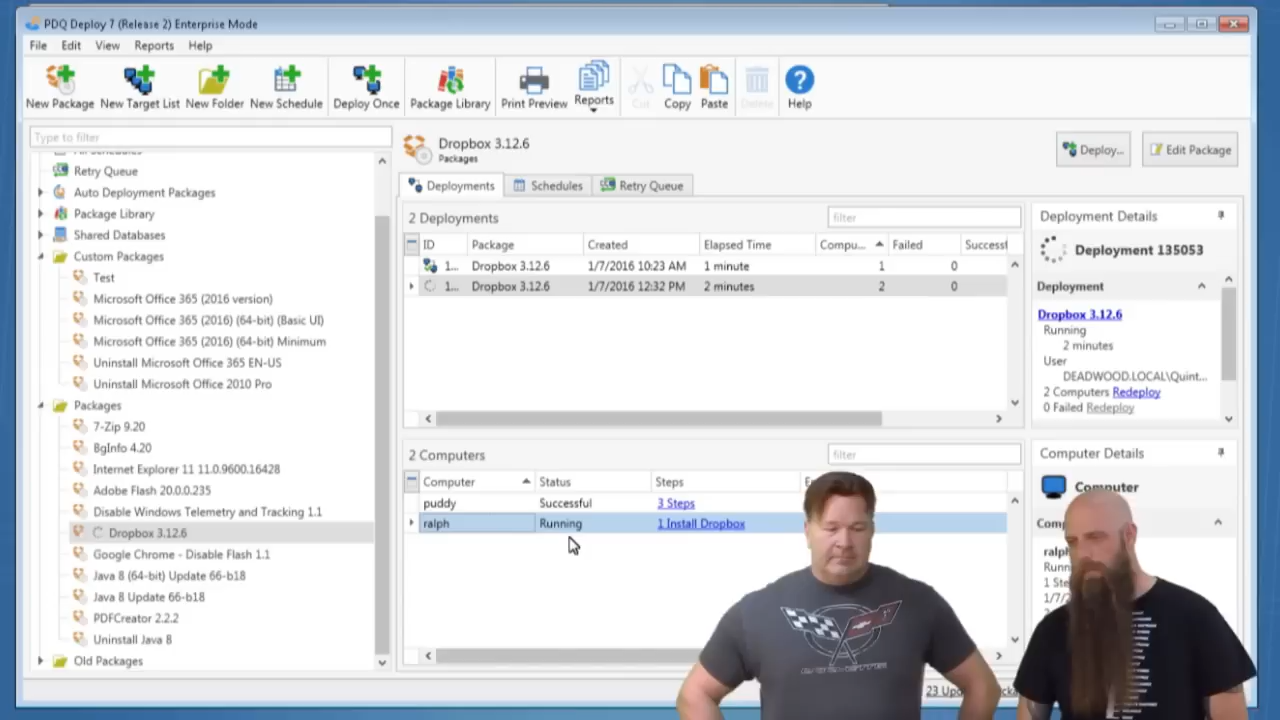 PDQ Deploy 7 (Release 2) Enterprise Mode
File Edit View Reports Help
New Package New Target List New Folder New Schedule Deploy Once Package Library Print Preview Reports Cut Copy Paste Delete Help
Type to filter
All Schedules
Retry Queue
Auto Deployment Packages
Package Library
Shared Databases
Custom Packages
Test
Microsoft Office 365 (2016 version)
Microsoft Office 365 (2016) (64-bit) (Basic UI)
Microsoft Office 365 (2016) (64-bit) Minimum
Uninstall Microsoft Office 365 EN-US
Uninstall Microsoft Office 2010 Pro
Packages
7-Zip 9.20
BgInfo 4.20
Internet Explorer 11 11.0.9600.16428
Adobe Flash 20.0.0.235
Disable Windows Telemetry and Tracking 1.1
Dropbox 3.12.6
Google Chrome - Disable Flash 1.1
Java 8 (64-bit) Update 66-b18
Java 8 Update 66-b18
PDFCreator 2.2.2
Uninstall Java 8
Old Packages
Dropbox 3.12.6
Packages
Deploy... Edit Package
Deployments Schedules Retry Queue
2 Deployments filter
ID Package Created Elapsed Time Compu... Failed Successf
1... Dropbox 3.12.6 1/7/2016 10:23 AM 1 minute 1 0
1... Dropbox 3.12.6 1/7/2016 12:32 PM 2 minutes 2 0
2 Computers filter
Computer Status Steps
puddy Successful 3 Steps
ralph Running 1 Install Dropbox
Deployment Details
Deployment 135053
Deployment
Dropbox 3.12.6
Running
2 minutes
User
DEADWOOD.LOCAL\Quint...
2 Computers Redeploy
0 Failed Redeploy
Computer Details
Computer
Comp
ralph
Runn
1 Ste
1/7/
23 Upd